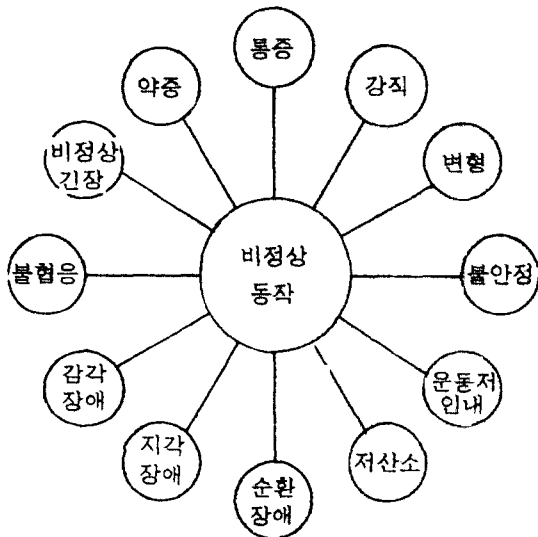 통증
약증
강직
비정상
긴장
변형
비정상
동작
불협응
불안정
감각
장애
운동저
인내
지각
장애
저산소
순환
장애